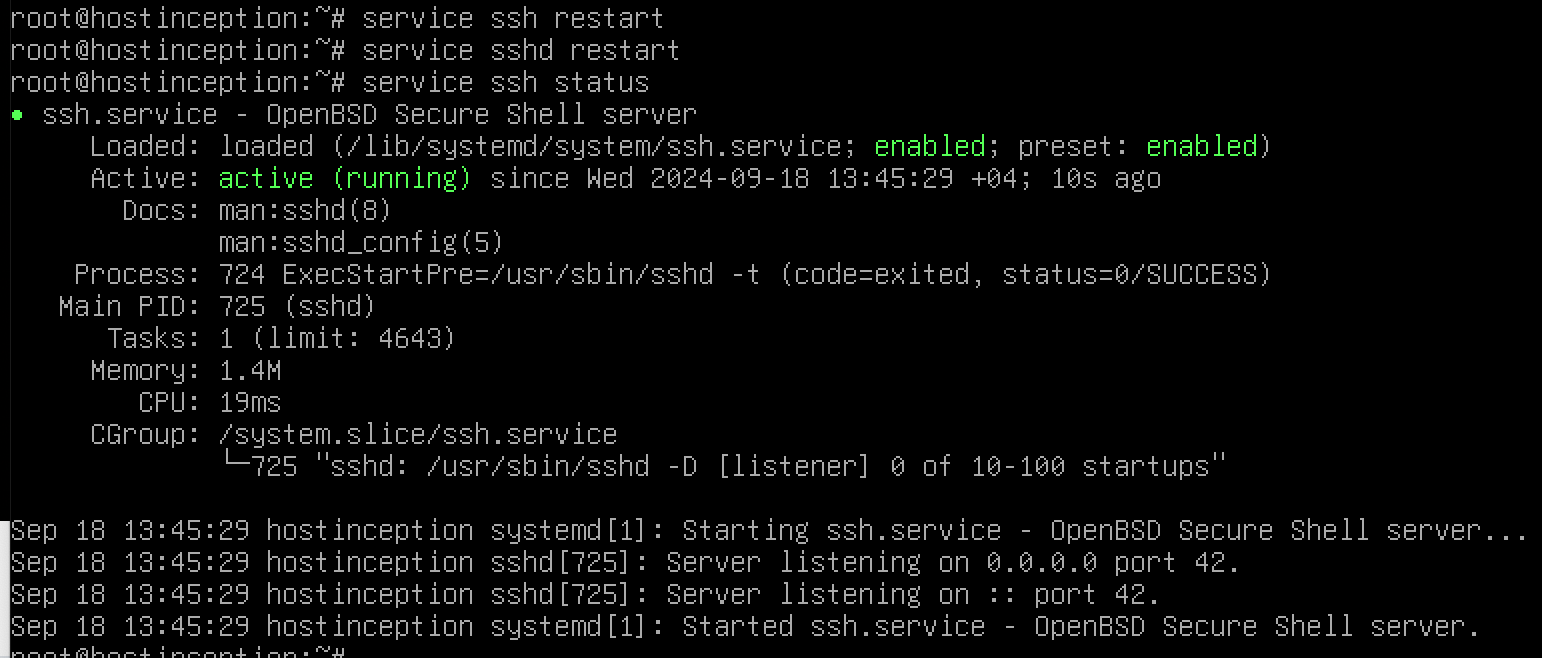 root@hostinception:~# service ssh restart
root@hostinception:~# service sshd restart
root@hostinception:~# service ssh status
● ssh.service - OpenBSD Secure Shell server
     Loaded: loaded (/lib/systemd/system/ssh.service; enabled; preset: enabled)
     Active: active (running) since Wed 2024-09-18 13:45:29 +04; 10s ago
       Docs: man:sshd(8)
             man:sshd_config(5)
    Process: 724 ExecStartPre=/usr/sbin/sshd -t (code=exited, status=0/SUCCESS)
   Main PID: 725 (sshd)
      Tasks: 1 (limit: 4643)
     Memory: 1.4M
        CPU: 19ms
     CGroup: /system.slice/ssh.service
             └─725 "sshd: /usr/sbin/sshd -D [listener] 0 of 10-100 startups"

Sep 18 13:45:29 hostinception systemd[1]: Starting ssh.service - OpenBSD Secure Shell server...
Sep 18 13:45:29 hostinception sshd[725]: Server listening on 0.0.0.0 port 42.
Sep 18 13:45:29 hostinception sshd[725]: Server listening on :: port 42.
Sep 18 13:45:29 hostinception systemd[1]: Started ssh.service - OpenBSD Secure Shell server.
root@hostinception:~#